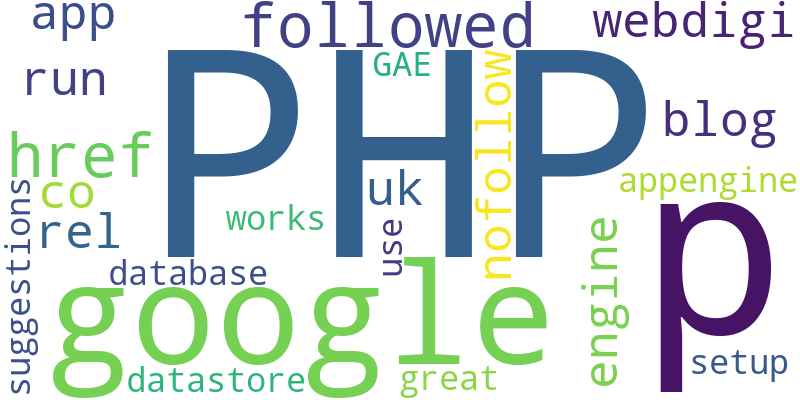 app
followed
webdigi
run
GAE
PHP
nofollow
blog
href
co
uk
appengine
suggestions
rel
works
use
p
database
engine
google
setup
datastore
great